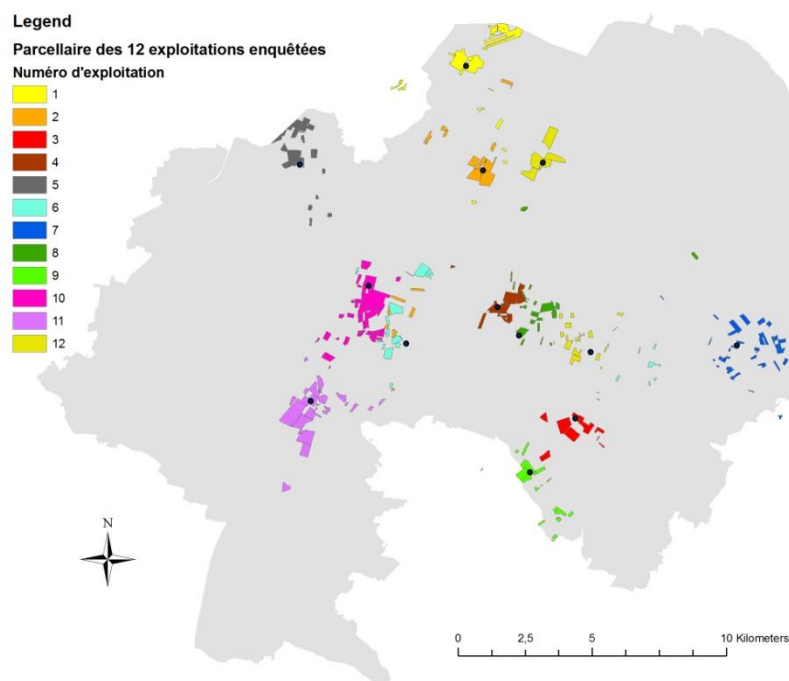 Legend
Parcellaire des 12 exploitations enquêtées
Numéro d'exploitation
1
2
3
4
5
6
7
8
9
10
11
12
N
0 2,5 5 10 Kilometers